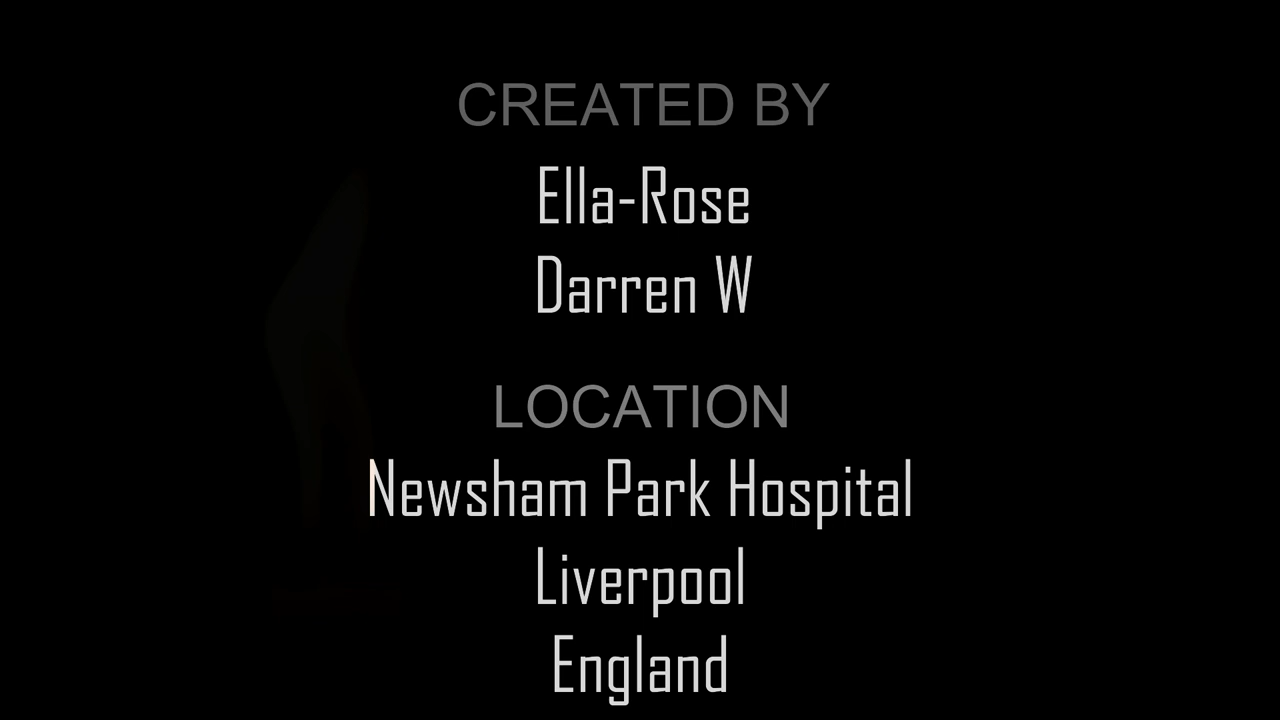 CREATED BY
Ella-Rose
Darren W
LOCATION
Newsham Park Hospital
Liverpool
England